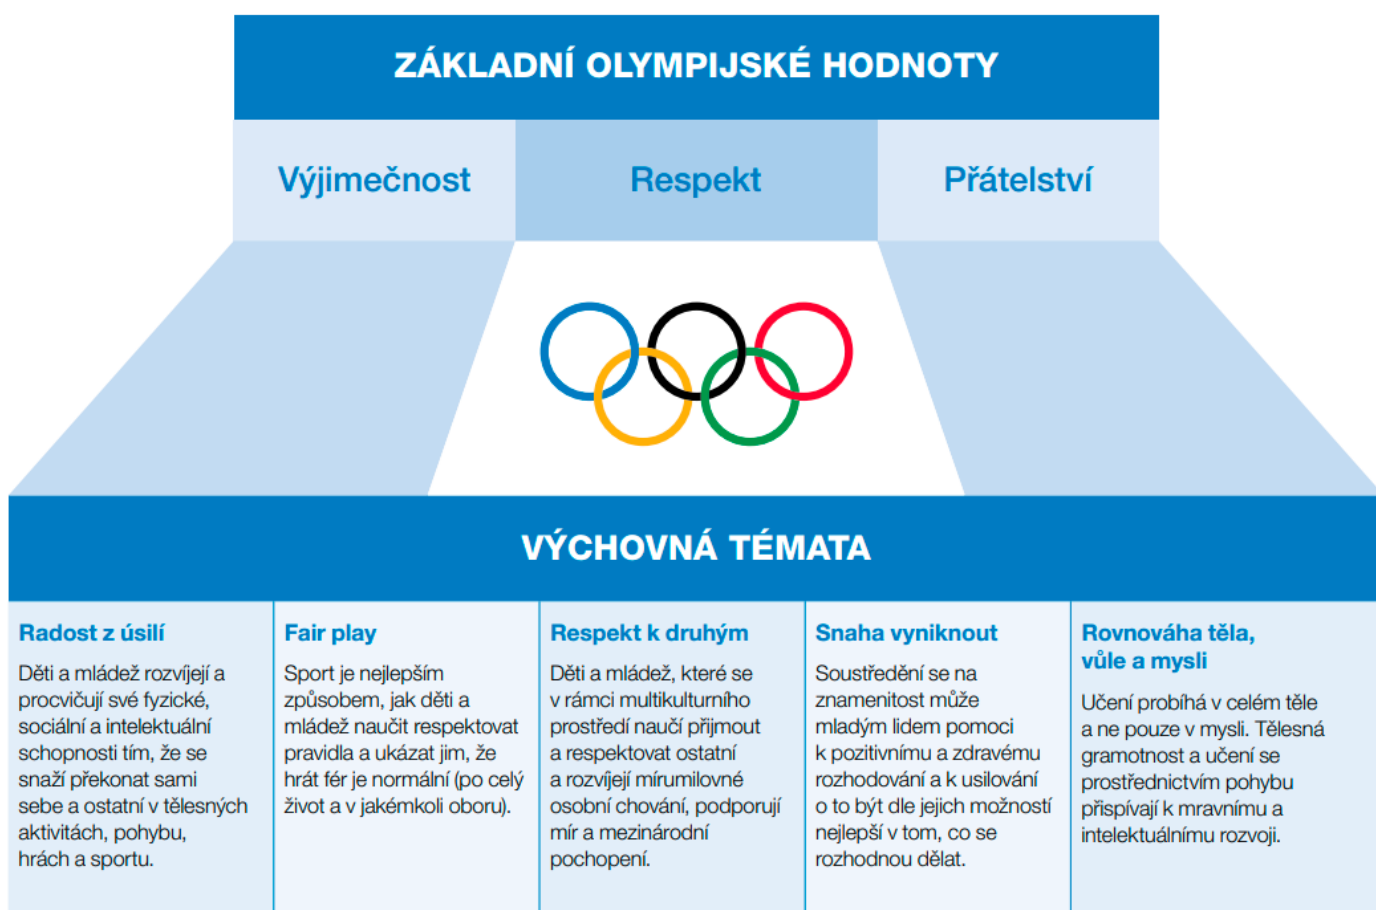 ZÁKLADNÍ OLYMPIJSKÉ HODNOTY
Výjimečnost
Respekt
Přátelství
VÝCHOVNÁ TÉMATA
Radost z úsilí
Děti a mládež rozvíjejí a
procvičují své fyzické,
sociální a intelektuální
schopnosti tím, že se
snaží překonat sami
sebe a ostatní v tělesných
aktivitách, pohybu,
hrách a sportu.
Fair play
Sport je nejlepším
způsobem, jak děti a
mládež naučit respektovat
pravidla a ukázat jim, že
hrát fér je normální (po celý
život a v jakémkoli oboru).
Respekt k druhým
Děti a mládež, které se
v rámci multikulturního
prostředí naučí přijmout
a respektovat ostatní
a rozvíjejí mírumilovné
osobní chování, podporují
mír a mezinárodní
pochopení.
Snaha vyniknout
Soustředění se na
znamenitost může
mladým lidem pomoci
k pozitivnímu a zdravému
rozhodování a k usilování
o to být dle jejich možností
nejlepší v tom, co se
rozhodnou dělat.
Rovnováha těla,
vůle a mysli
Učení probíhá v celém těle
a ne pouze v mysli. Tělesná
gramotnost a učení se
prostřednictvím pohybu
přispívají k mravnímu a
intelektuálnímu rozvoji.